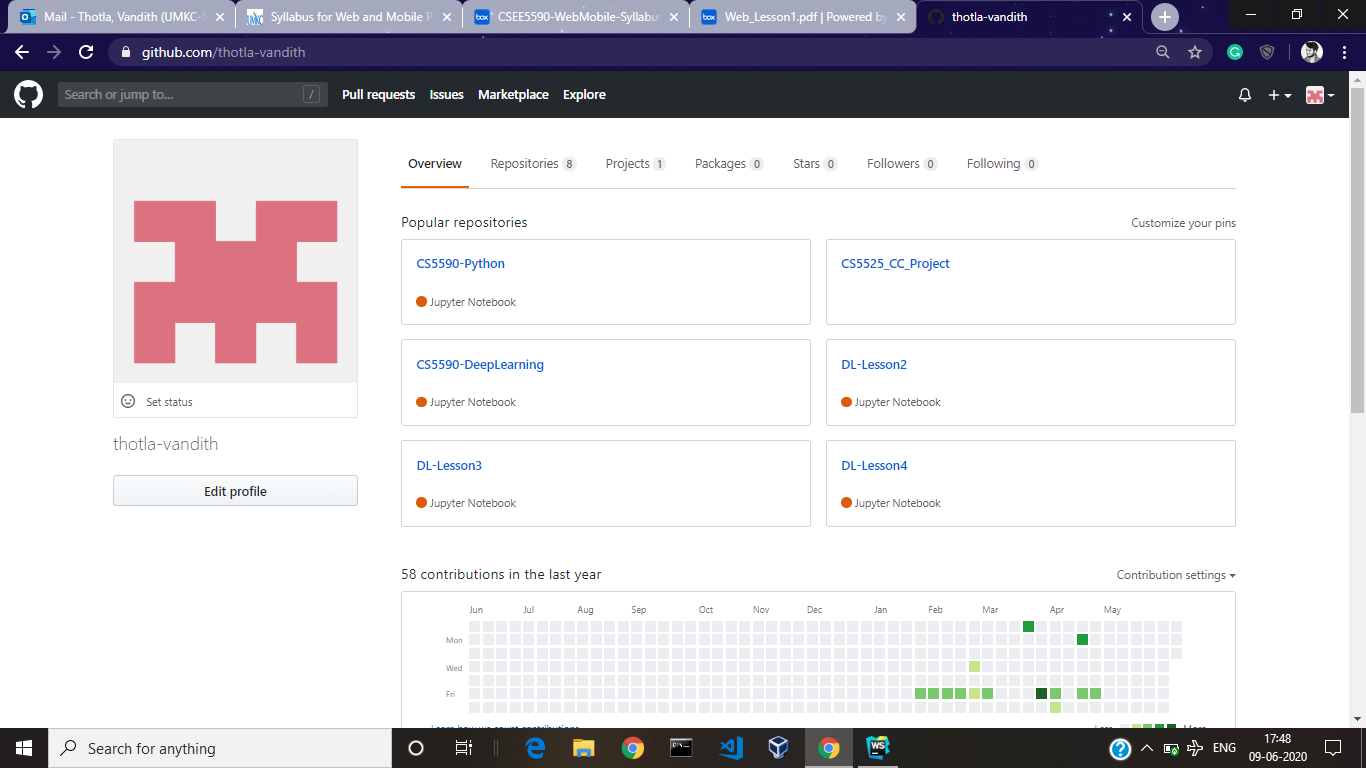 Mail - Thotla, Vandith (UMKC-S
Syllabus for Web and Mobile P
CSEE5590-WebMobile-Syllabus
Web_Lesson1.pdf | Powered by
thotla-vandith
github.com/thotla-vandith
Search or jump to... /
Pull requests Issues Marketplace Explore
Overview Repositories 8 Projects 1 Packages 0 Stars 0 Followers 0 Following 0
Popular repositories Customize your pins
CS5590-Python
Jupyter Notebook
CS5525_CC_Project
CS5590-DeepLearning
Jupyter Notebook
DL-Lesson2
Jupyter Notebook
DL-Lesson3
Jupyter Notebook
DL-Lesson4
Jupyter Notebook
Set status
thotla-vandith
Edit profile
58 contributions in the last year Contribution settings
Jun Jul Aug Sep Oct Nov Dec Jan Feb Mar Apr May
Mon
Wed
Fri
Learn how we count contributions Less More
Search for anything
ENG
17:48
09-06-2020